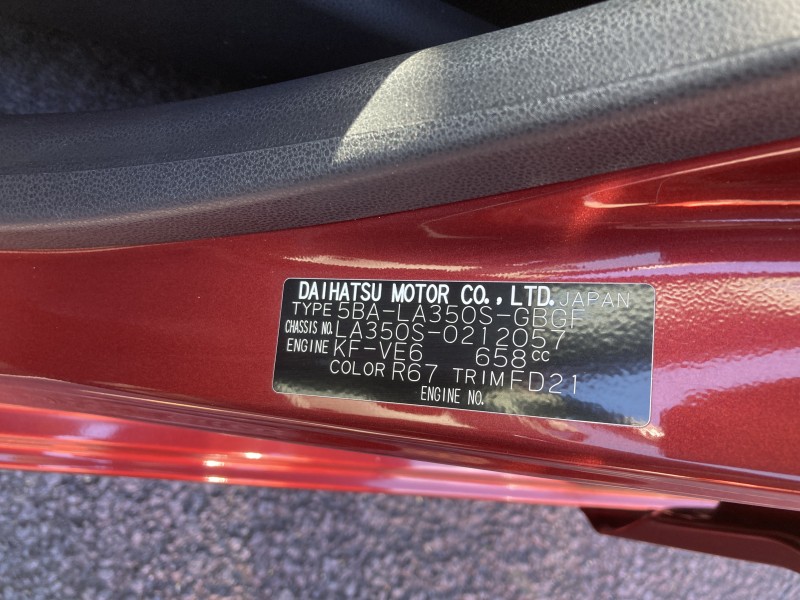 DAIHATSU MOTOR CO., LTD. JAPAN
TYPE 5BA-LA350S-GBGF
CHASSIS NO. LA350S-0212057
ENGINE KF-VE6 658CC
COLOR R67 TRIM FD21
ENGINE NO.